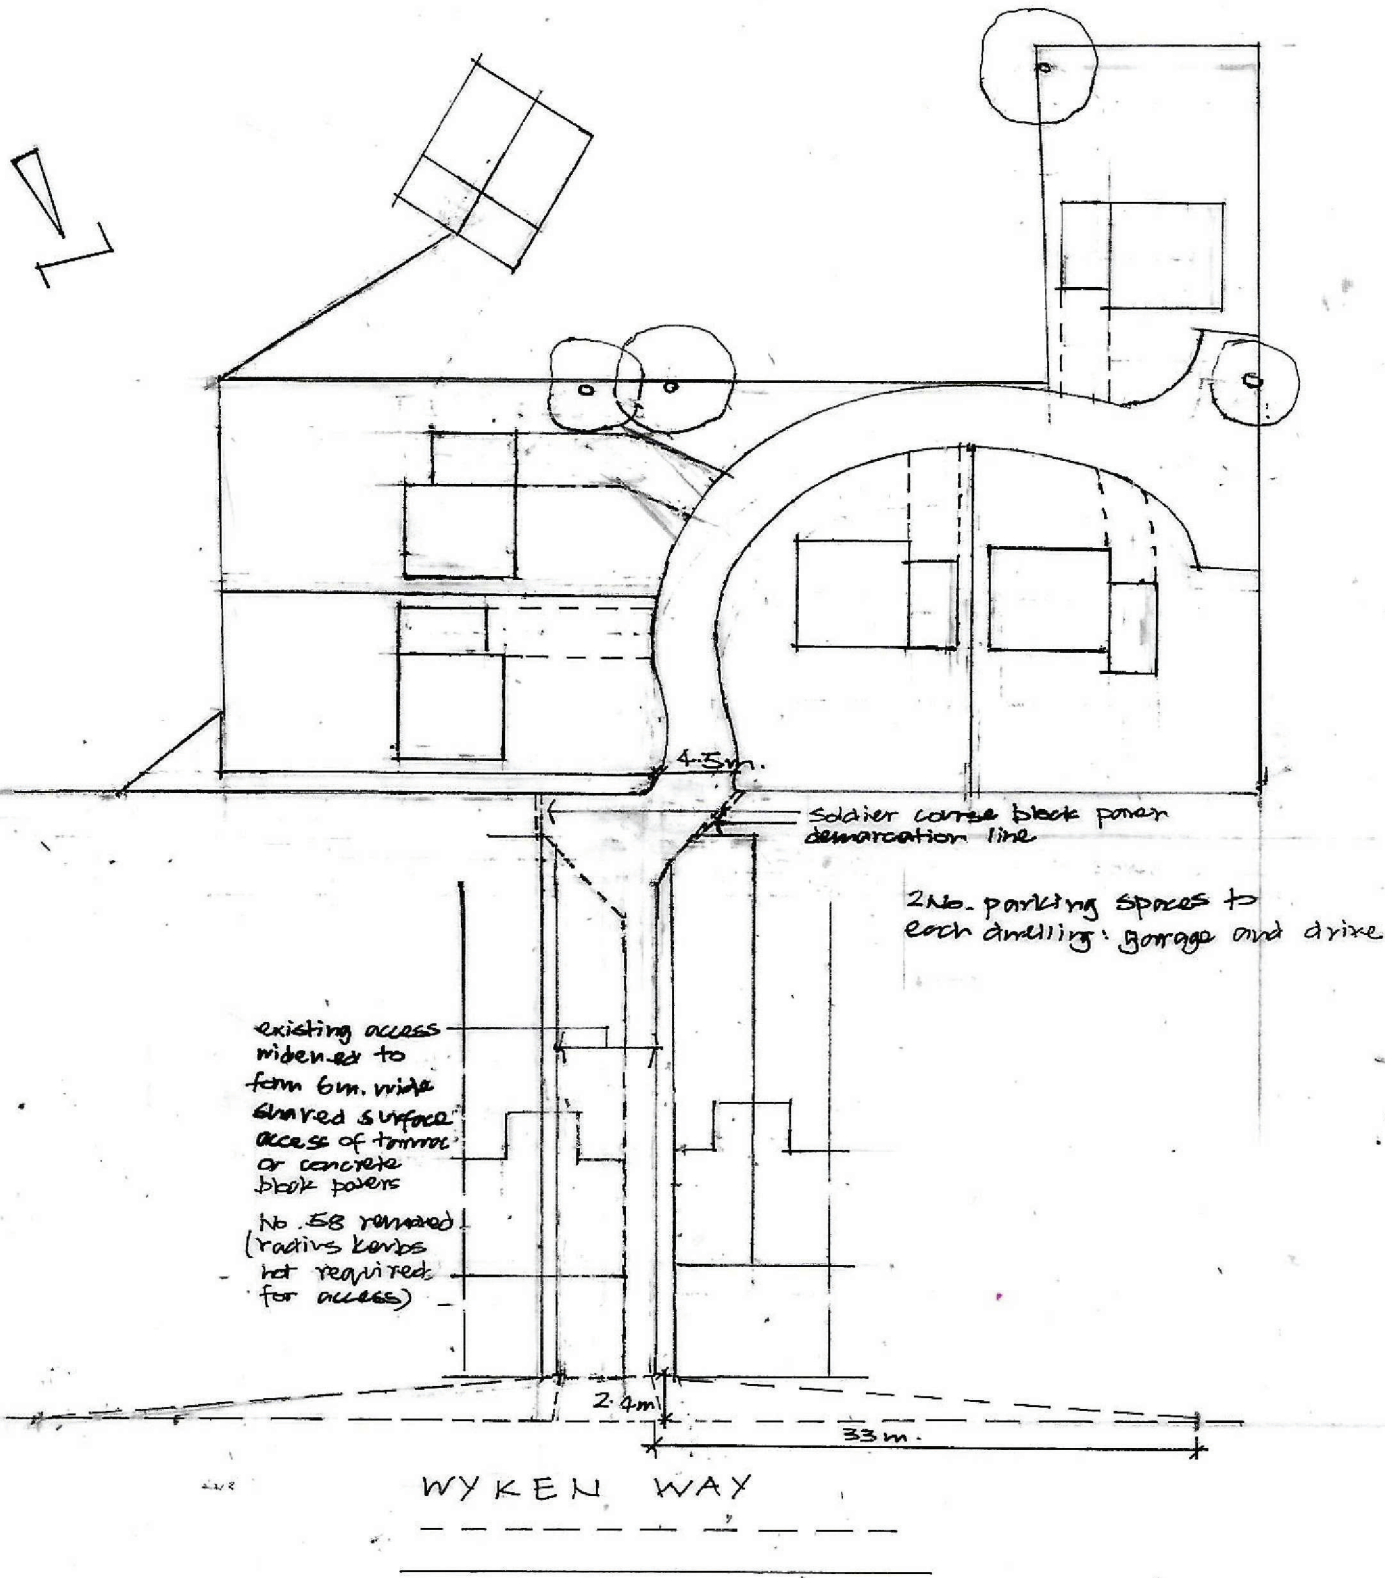 4.5m.
soldier course block paver
demarcation line
2No. parking spaces to
each dwelling: garage and drive
existing access
widened to
form 6m. wide
shared surface
access of tarmac
or concrete
block pavers
No. 58 removed
(radius kerbs
not required
for access)
2.4m
33m.
WYKEN WAY